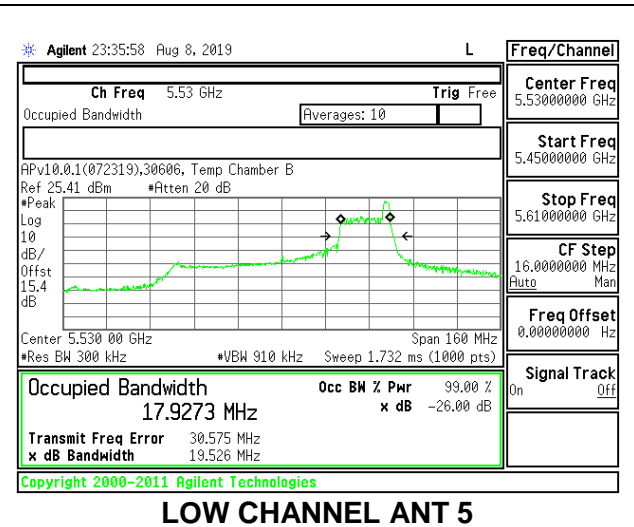 Agilent 23:35:58 Aug 8, 2019 L Freq/Channel
Ch Freq 5.53 GHz Trig Free
Occupied Bandwidth Averages: 10
Center Freq
5.53000000 GHz
Start Freq
5.45000000 GHz
Stop Freq
5.61000000 GHz
CF Step
16.0000000 MHz
Auto Man
Freq Offset
0.00000000 Hz
Signal Track
On Off
APv10.0.1(072319),30606, Temp Chamber B
Ref 25.41 dBm #Atten 20 dB
#Peak
Log
10
dB/
Offst
15.4
dB
Center 5.530 00 GHz Span 160 MHz
#Res BW 300 kHz #VBW 910 kHz Sweep 1.732 ms (1000 pts)
Occupied Bandwidth Occ BW % Pwr 99.00 %
17.9273 MHz x dB -26.00 dB
Transmit Freq Error 30.575 MHz
x dB Bandwidth 19.526 MHz
Copyright 2000-2011 Agilent Technologies
LOW CHANNEL ANT 5